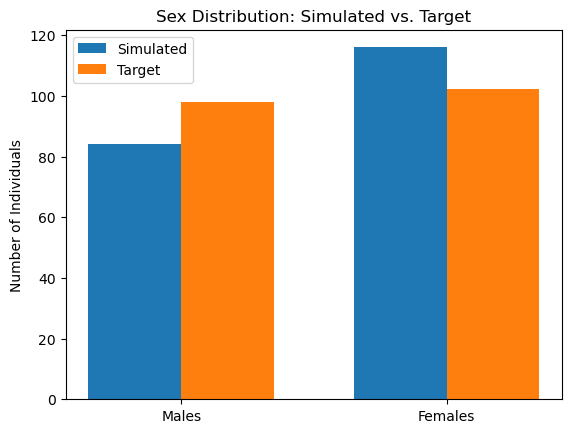 Sex Distribution: Simulated vs. Target
Simulated
Target
Number of Individuals
120
100
80
60
40
20
0
Males
Females